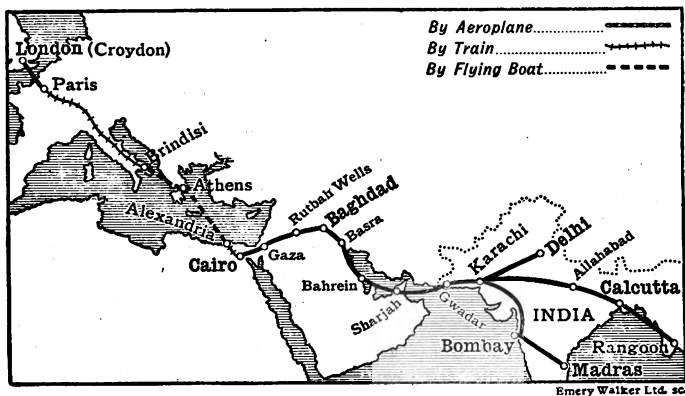 By Aeroplane
By Train
By Flying Boat
London (Croydon)
Paris
Brindisi
Athens
Alexandria
Cairo
Gaza
Rutbah Wells
Baghdad
Basra
Bahrein
Sharjah
Gwadar
Karachi
Delhi
Allahabad
Calcutta
INDIA
Bombay
Rangoon
Madras
Emery Walker Ltd. sc.